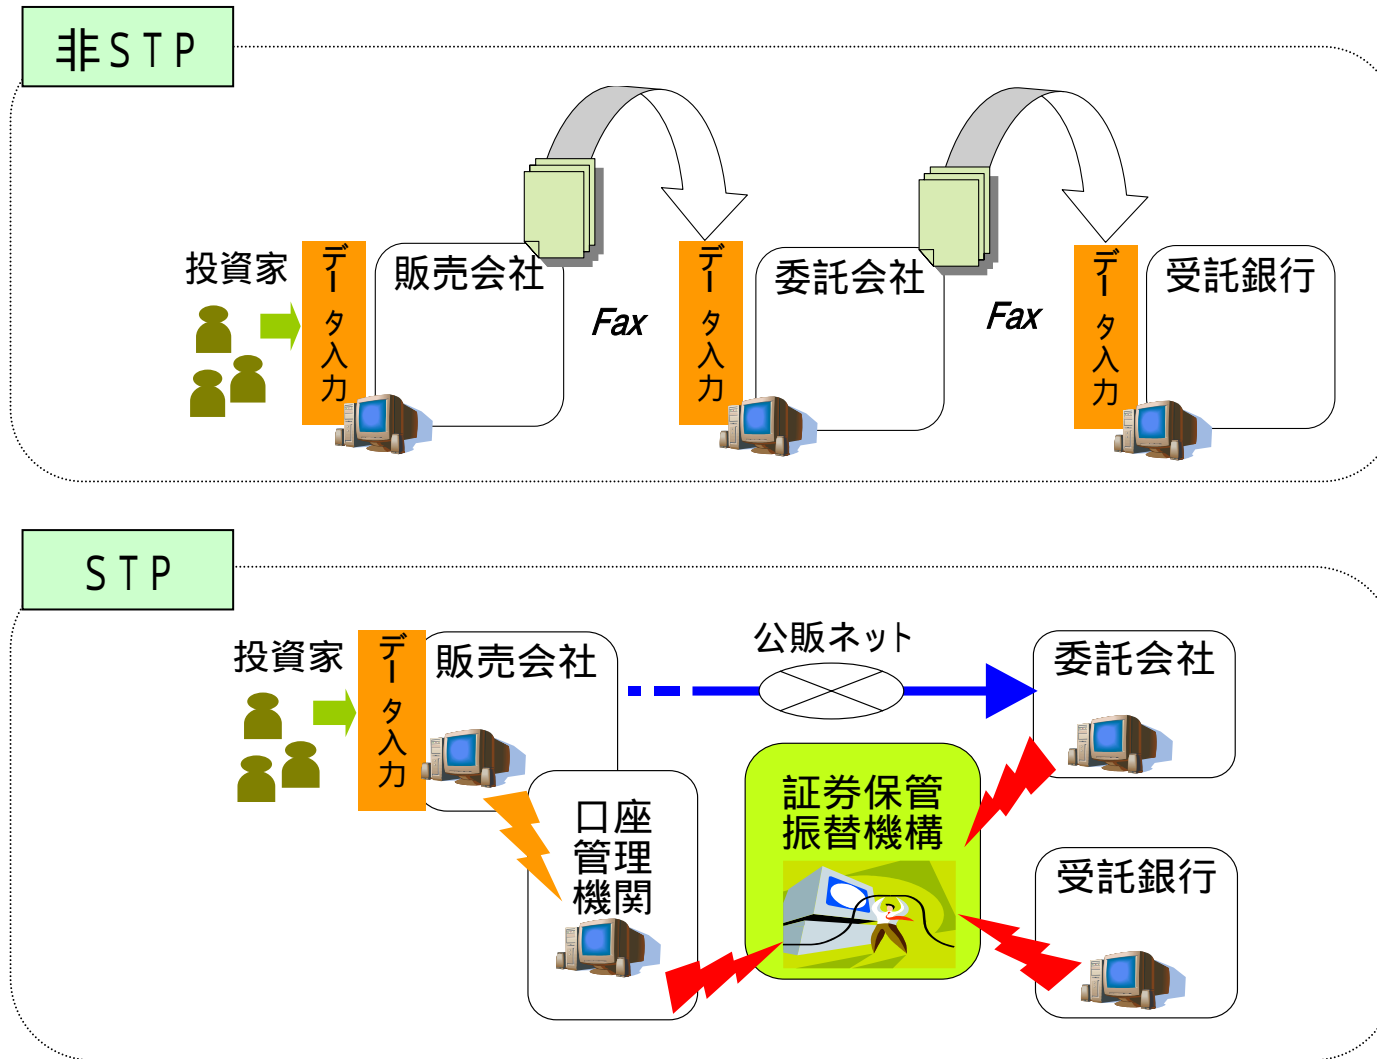 非ＳＴＰ
投資家
データ入力
販売会社
Fax
データ入力
委託会社
Fax
データ入力
受託銀行
ＳＴＰ
投資家
データ入力
販売会社
公販ネット
委託会社
口座
管理
機関
証券保管
振替機構
受託銀行